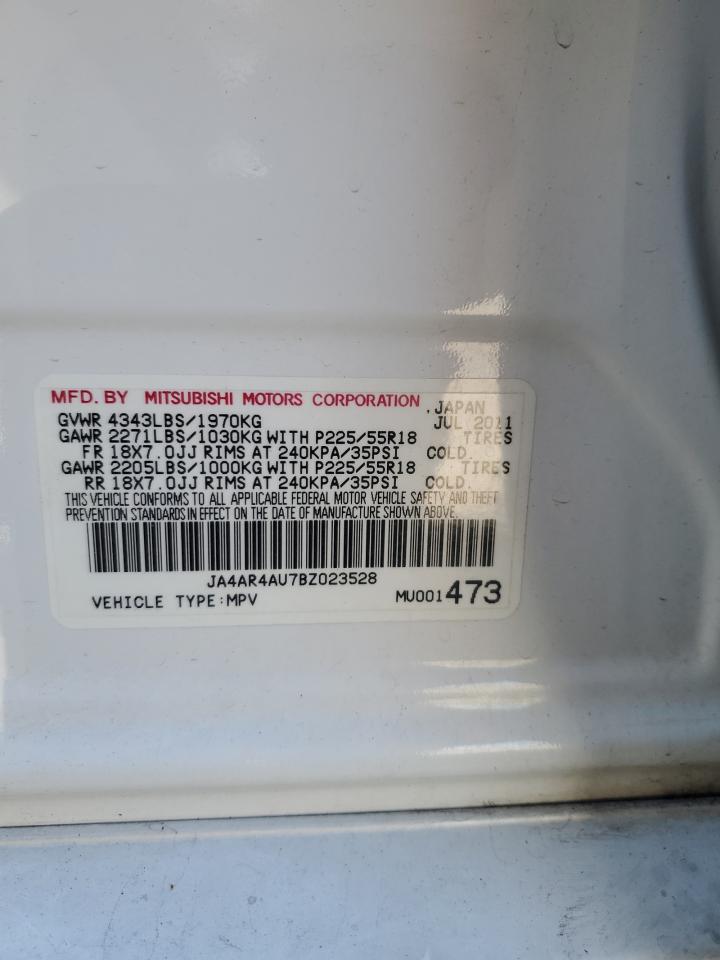 MFD. BY MITSUBISHI MOTORS CORPORATION , JAPAN
GVWR 4343LBS/1970KG JUL 2011
GAWR 2271LBS/1030KG WITH P225/55R18 TIRES
FR 18X7.0JJ RIMS AT 240KPA/35PSI COLD.
GAWR 2205LBS/1000KG WITH P225/55R18 TIRES
RR 18X7.0JJ RIMS AT 240KPA/35PSI COLD.
THIS VEHICLE CONFORMS TO ALL APPLICABLE FEDERAL MOTOR VEHICLE SAFETY AND THEFT
PREVENTION STANDARDS IN EFFECT ON THE DATE OF MANUFACTURE SHOWN ABOVE.
JA4AR4AU7BZ023528
VEHICLE TYPE:MPV MU001473